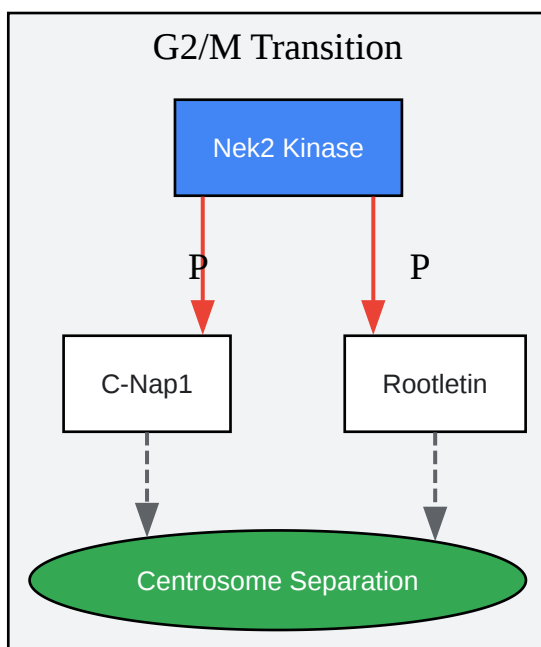 G2/M Transition
Nek2 Kinase
P P
C-Nap1 Rootletin
Centrosome Separation